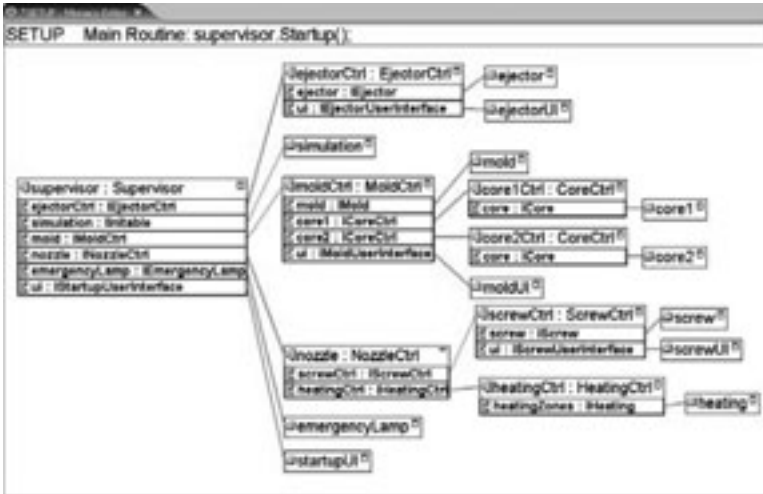 SETUP Main Routine: supervisor.Startup();
ejectorCtrl : EjectorCtrl
ejector : IEjector
ui : IEjectorUserInterface
ejector
ejectorUI
simulation
supervisor : Supervisor
ejectorCtrl : IEjectorCtrl
simulation : IInitable
mold : IMoldCtrl
nozzle : INozzleCtrl
emergencyLamp : IEmergencyLamp
ui : IStartupUserInterface
moldCtrl : MoldCtrl
mold : IMold
core1 : ICoreCtrl
core2 : ICoreCtrl
ui : IMoldUserInterface
mold
core1Ctrl : CoreCtrl
core : ICore
core1
core2Ctrl : CoreCtrl
core : ICore
core2
moldUI
nozzle : NozzleCtrl
screwCtrl : IScrewCtrl
heatingCtrl : IHeatingCtrl
screwCtrl : ScrewCtrl
screw : IScrew
ui : IScrewUserInterface
screw
screwUI
heatingCtrl : HeatingCtrl
heatingZones : IHeating
heating
emergencyLamp
startupUI